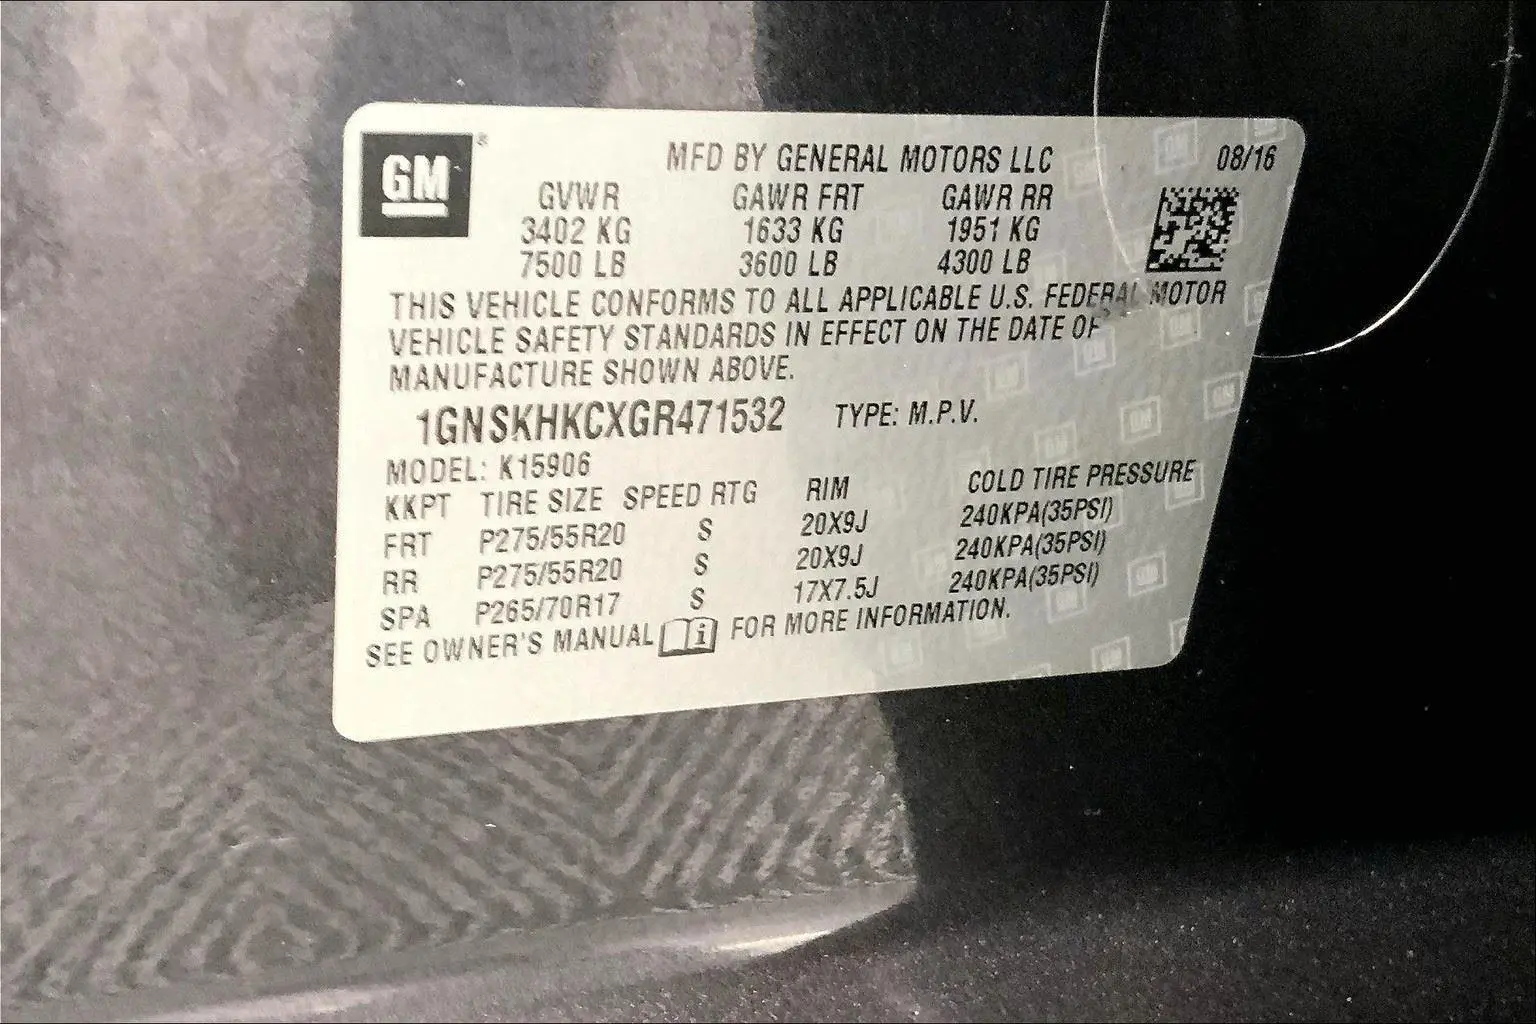 GM®
MFD BY GENERAL MOTORS LLC 08/16
GVWR GAWR FRT GAWR RR
3402 KG 1633 KG 1951 KG
7500 LB 3600 LB 4300 LB
THIS VEHICLE CONFORMS TO ALL APPLICABLE U.S. FEDERAL MOTOR
VEHICLE SAFETY STANDARDS IN EFFECT ON THE DATE OF
MANUFACTURE SHOWN ABOVE.
1GNSKHKCXGR471532 TYPE: M.P.V.
MODEL: K15906
KKPT TIRE SIZE SPEED RTG RIM COLD TIRE PRESSURE
FRT P275/55R20 S 20X9J 240KPA(35PSI)
RR P275/55R20 S 20X9J 240KPA(35PSI)
SPA P265/70R17 S 17X7.5J 240KPA(35PSI)
SEE OWNER'S MANUAL i FOR MORE INFORMATION.